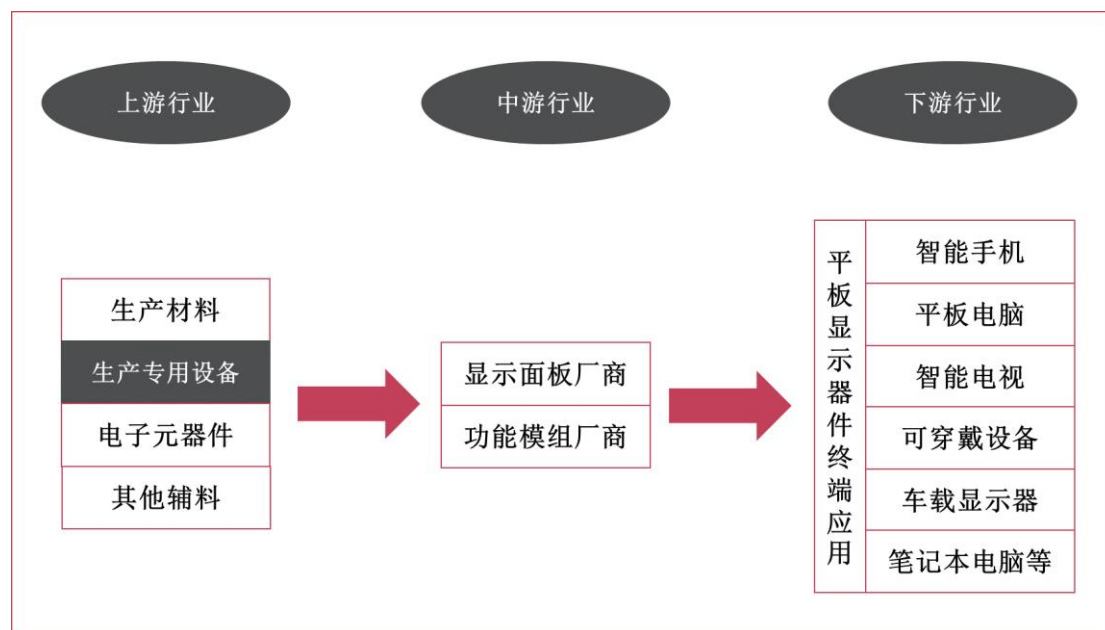 上游行业
中游行业
下游行业
生产材料
生产专用设备
电子元器件
其他辅料
显示面板厂商
功能模组厂商
平板显示器件终端应用
智能手机
平板电脑
智能电视
可穿戴设备
车载显示器
笔记本电脑等